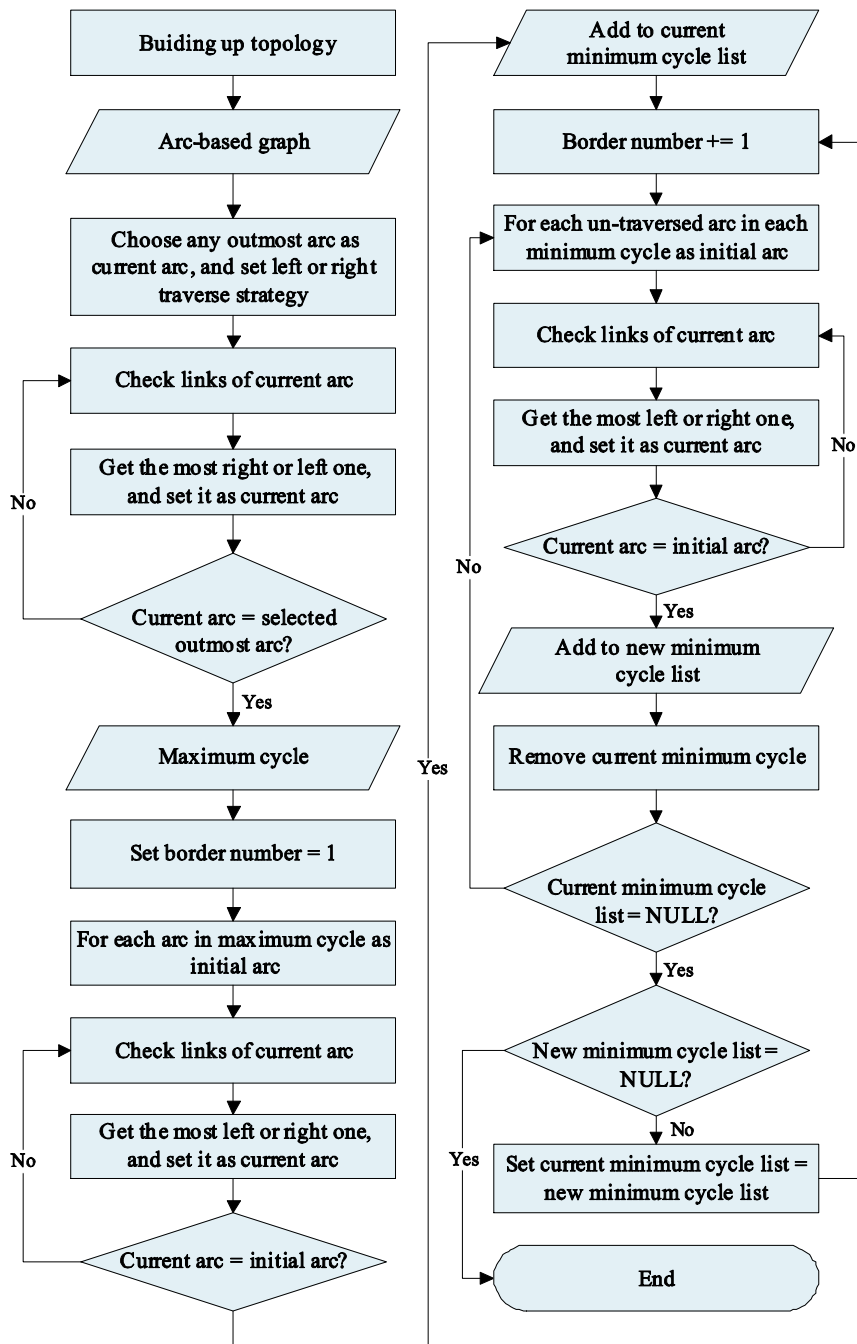 Buiding up topology
Arc-based graph
Choose any outmost arc as
current arc, and set left or right
traverse strategy
Check links of current arc
Get the most right or left one,
and set it as current arc
No
Current arc = selected
outmost arc?
Yes
Maximum cycle
Set border number = 1
For each arc in maximum cycle as
initial arc
Check links of current arc
Get the most left or right one,
and set it as current arc
No
Current arc = initial arc?
Yes
Add to current
minimum cycle list
Border number += 1
For each un-traversed arc in each
minimum cycle as initial arc
Check links of current arc
Get the most left or right one,
and set it as current arc
No
Current arc = initial arc?
No
Yes
Add to new minimum
cycle list
Remove current minimum cycle
Current minimum cycle
list = NULL?
Yes
New minimum cycle list =
NULL?
No
Yes
Set current minimum cycle list =
new minimum cycle list
End